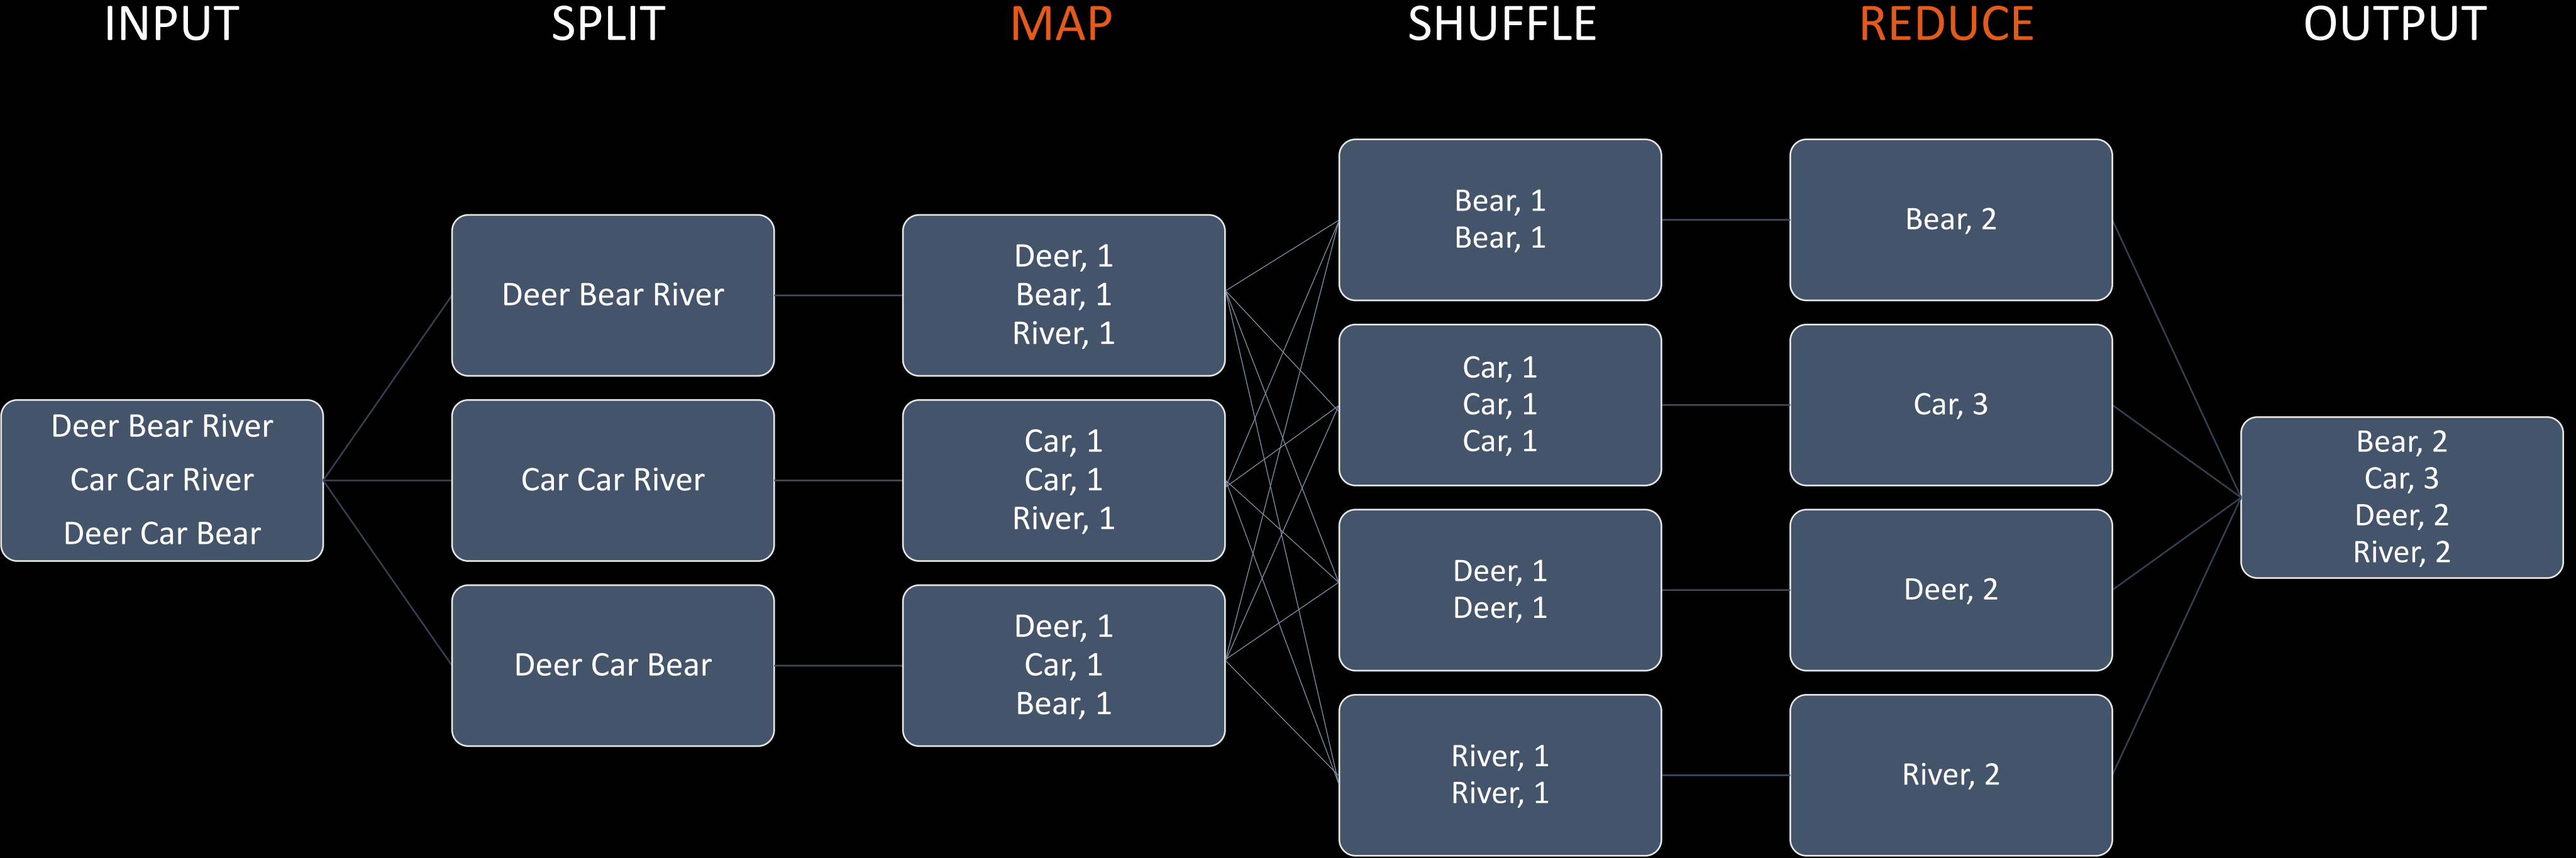 INPUT
SPLIT
MAP
SHUFFLE
REDUCE
OUTPUT
Deer Bear River
Car Car River
Deer Car Bear
Deer Bear River
Car Car River
Deer Car Bear
Deer, 1
Bear, 1
River, 1
Car, 1
Car, 1
River, 1
Deer, 1
Car, 1
Bear, 1
Bear, 1
Bear, 1
Car, 1
Car, 1
Car, 1
Deer, 1
Deer, 1
River, 1
River, 1
Bear, 2
Car, 3
Deer, 2
River, 2
Bear, 2
Car, 3
Deer, 2
River, 2